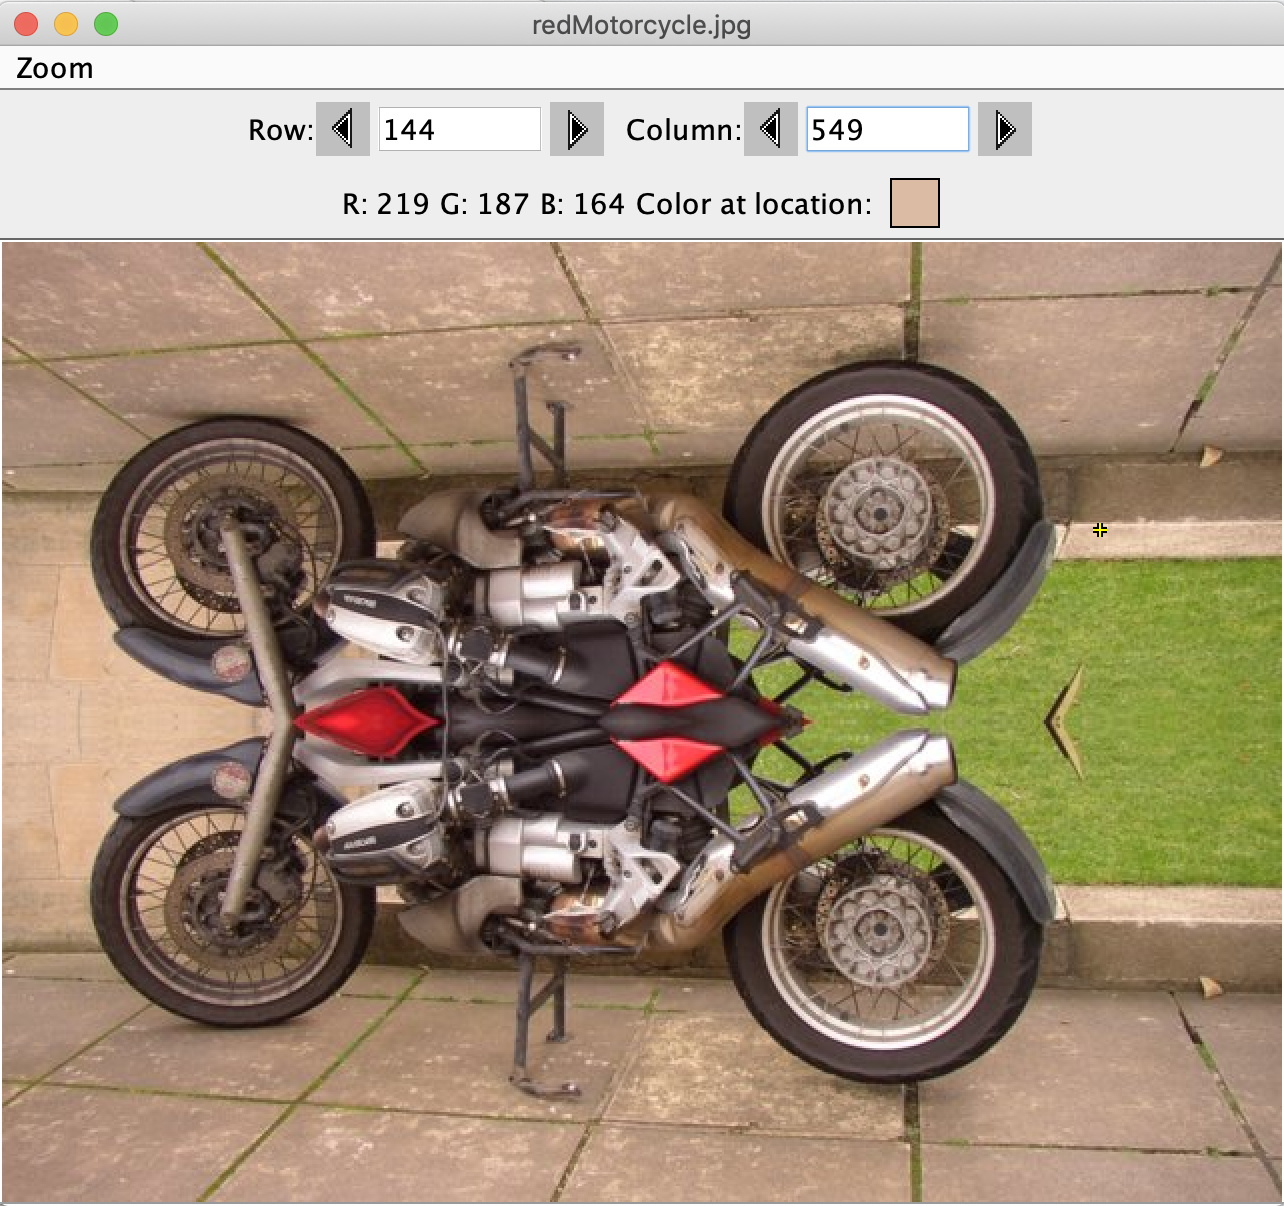 redMotorcycle.jpg
Zoom
Row: 144 Column: 549
R: 219 G: 187 B: 164 Color at location: